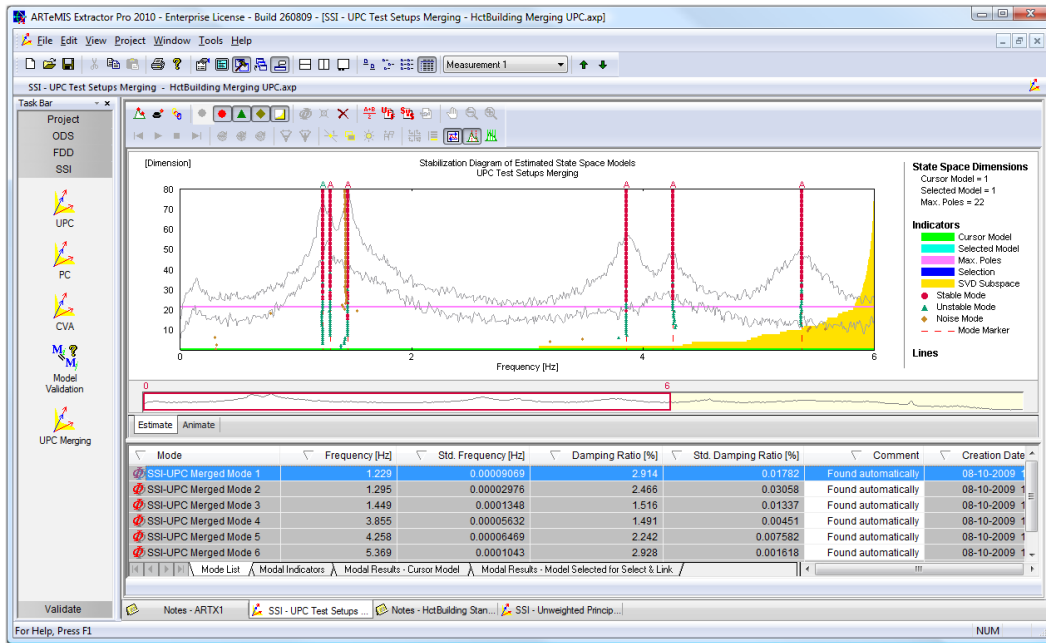 ARTeMIS Extractor Pro 2010 - Enterprise License - Build 260809 - [SSI - UPC Test Setups Merging - HctBuilding Merging UPC.axp]
File Edit View Project Window Tools Help
Measurement 1
SSI - UPC Test Setups Merging - HctBuilding Merging UPC.axp
Task Bar
Project
ODS
FDD
SSI
UPC
PC
CVA
Model
Validation
UPC Merging
Validate
[Dimension]
Stabilization Diagram of Estimated State Space Models
UPC Test Setups Merging
80
70
60
50
40
30
20
10
0 2 4 6
Frequency [Hz]
State Space Dimensions
Cursor Model = 1
Selected Model = 1
Max. Poles = 22
Indicators
Cursor Model
Selected Model
Max. Poles
Selection
SVD Subspace
Stable Mode
Unstable Mode
Noise Mode
Mode Marker
Lines
0 6
Estimate Animate
Mode Frequency [Hz] Std. Frequency [Hz] Damping Ratio [%] Std. Damping Ratio [%] Comment Creation Date
SSI-UPC Merged Mode 1 1.229 0.00009069 2.914 0.01782 Found automatically 08-10-2009 1
SSI-UPC Merged Mode 2 1.295 0.00002976 2.466 0.03058 Found automatically 08-10-2009 1
SSI-UPC Merged Mode 3 1.449 0.0001348 1.516 0.01337 Found automatically 08-10-2009 1
SSI-UPC Merged Mode 4 3.855 0.00005632 1.491 0.00451 Found automatically 08-10-2009 1
SSI-UPC Merged Mode 5 4.258 0.00006469 2.242 0.007582 Found automatically 08-10-2009 1
SSI-UPC Merged Mode 6 5.369 0.0001043 2.928 0.001618 Found automatically 08-10-2009 1
Mode List Modal Indicators Modal Results - Cursor Model Modal Results - Model Selected for Select & Link
Notes - ARTX1 SSI - UPC Test Setups ... Notes - HctBuilding Stan... SSI - Unweighted Princip...
For Help, Press F1 NUM